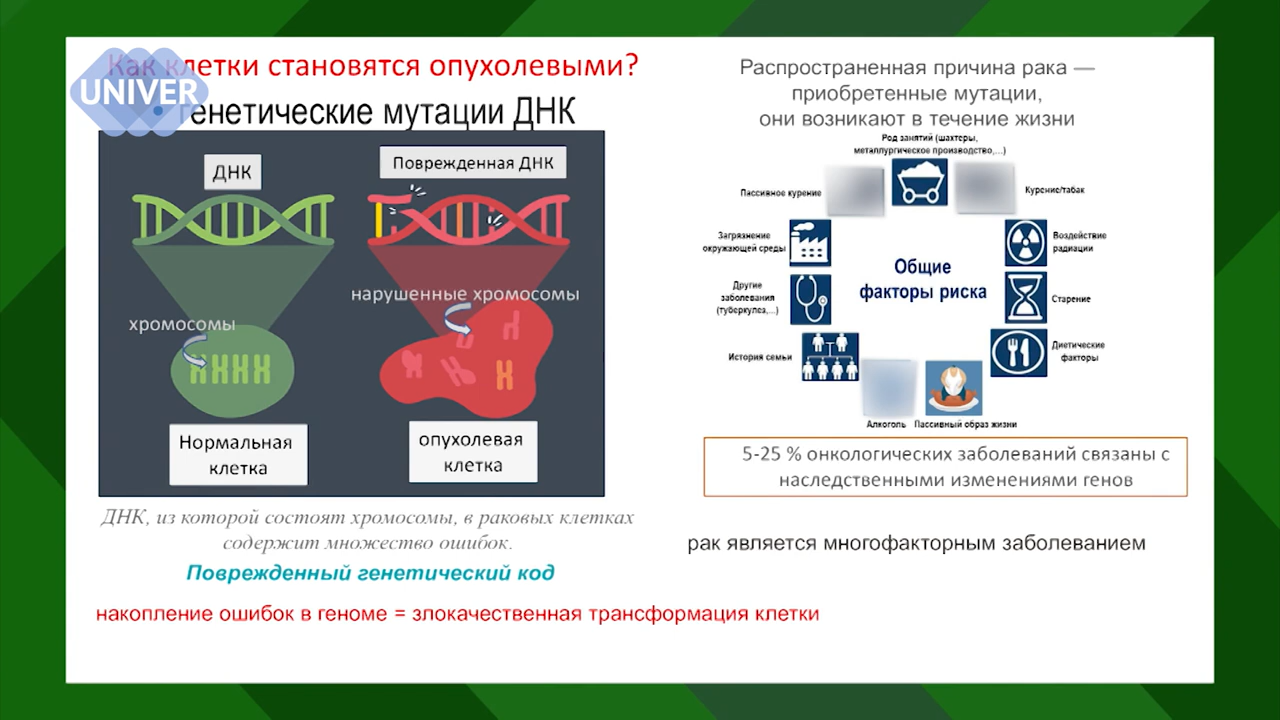 Как клетки становятся опухолевыми?
UNIVER
• генетические мутации ДНК
ДНК
Поврежденная ДНК
нарушенные хромосомы
хромосомы
Нормальная
клетка
опухолевая
клетка
ДНК, из которой состоят хромосомы, в раковых клетках
содержит множество ошибок.
Поврежденный генетический код
накопление ошибок в геноме = злокачественная трансформация клетки
Распространенная причина рака —
приобретенные мутации,
они возникают в течение жизни
Род занятий (шахтеры,
металлургическое производство,...)
Пассивное курение
Курение/табак
Загрязнение
окружающей среды
Воздействие
радиации
Общие
факторы риска
Другие
заболевания
(туберкулез,...)
Старение
История семьи
Диетические
факторы
Алкоголь
Пассивный образ жизни
5-25 % онкологических заболеваний связаны с
наследственными изменениями генов
рак является многофакторным заболеванием